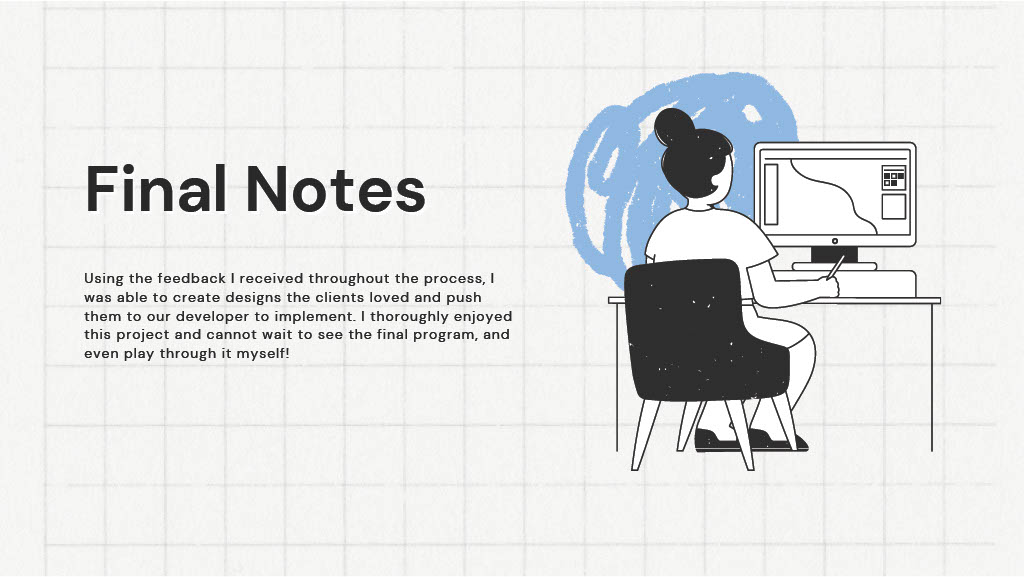 Final Notes
Using the feedback I received throughout the process, I
was able to create designs the clients loved and push
them to our developer to implement. I thoroughly enjoyed
this project and cannot wait to see the final program, and
even play through it myself!